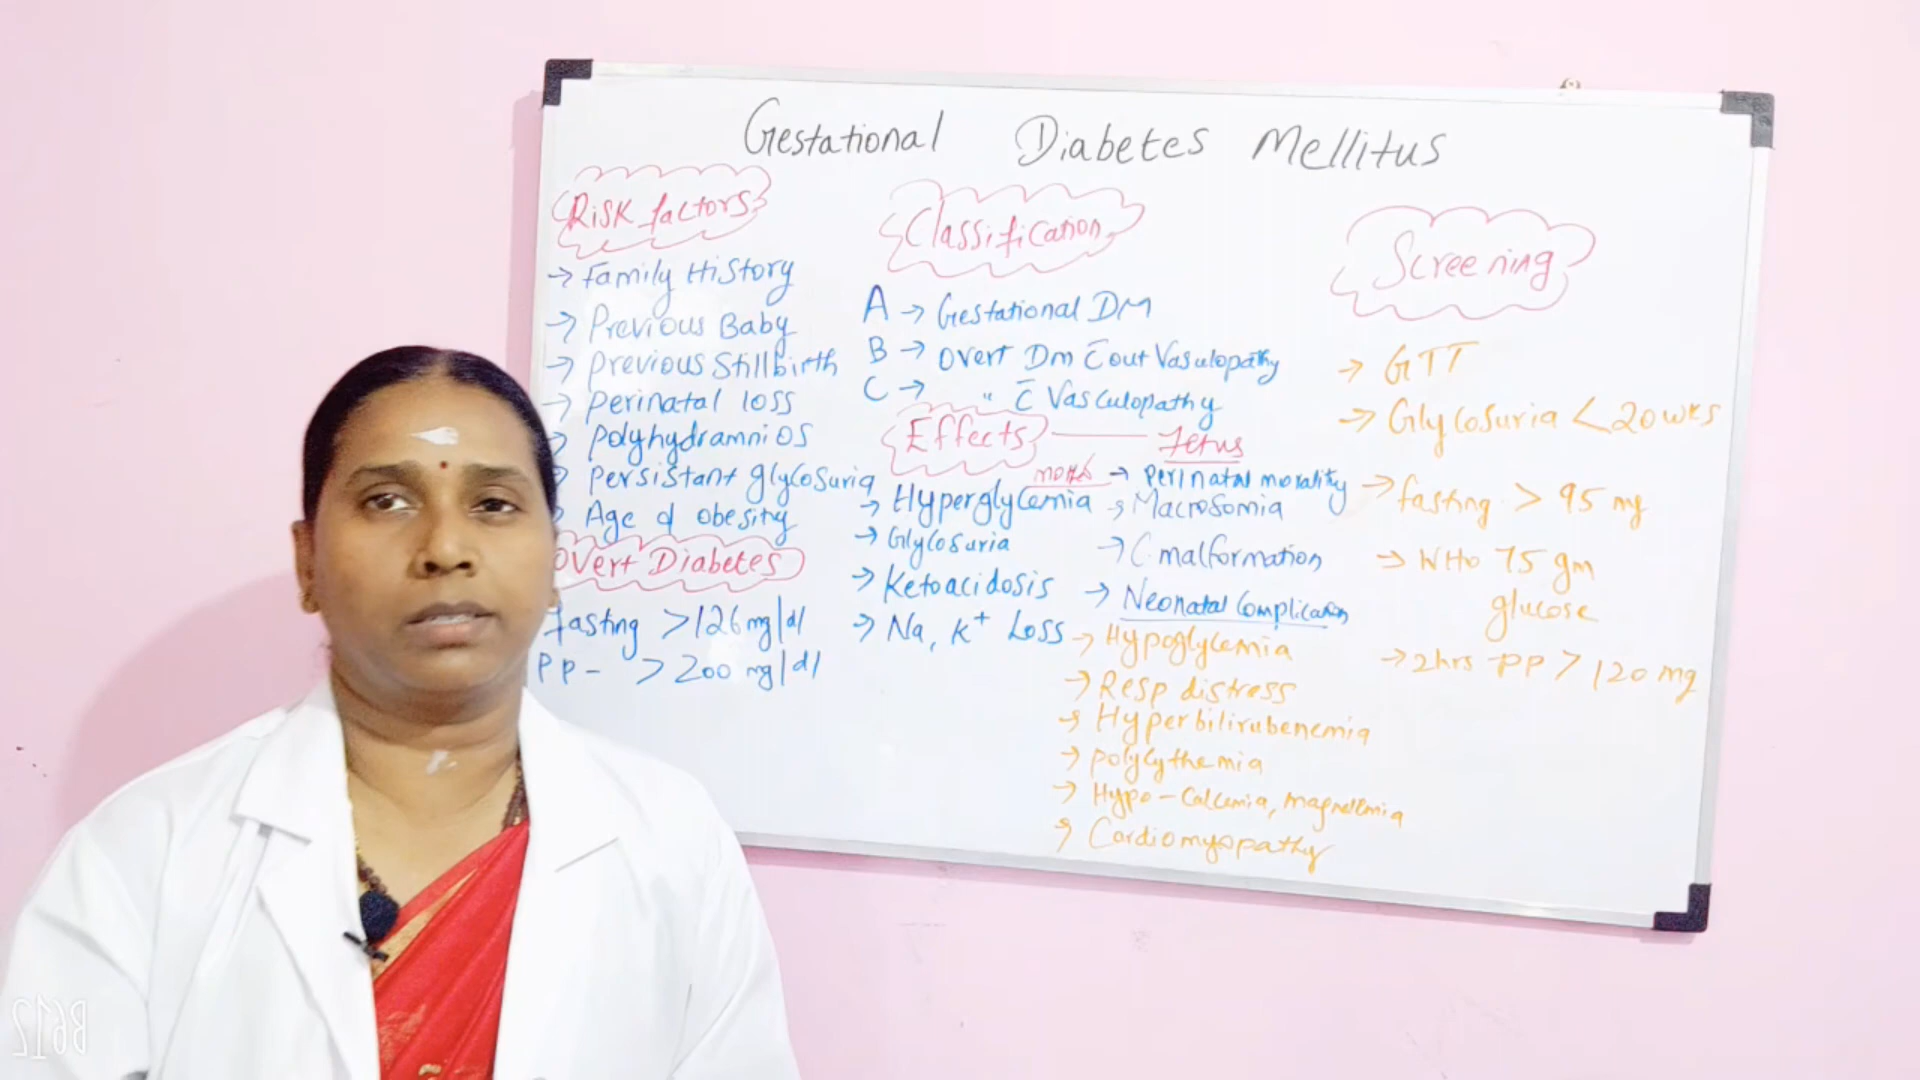 Gestational Diabetes Mellitus
Risk factors
→ Family History
→ Previous Baby
→ Previous Stillbirth
→ Perinatal loss
polyhydramnios
Persistant glycosuria
Age & obesity
Overt Diabetes
Fasting >126 mg/dl
PP- >200 mg/dl
Classification
A → Gestational DM
B → Overt Dm c̄out Vasulopathy
C → " c̄ Vasculopathy
Effects
→ Hyperglycemia
→ Glycosuria
→ Ketoacidosis
→ Na, K+ Loss
Fetus
→ Perinatal morality
→ Macrosomia
→ C. malformation
→ Neonatal Complication
→ Hypoglycemia
→ Resp distress
→ Hyperbilirubenemia
→ polycythemia
→ Hypo-Calcemia, magnesemia
→ Cardiomyopathy
Screening
→ GTT
→ Glycosuria <20 wks
→ fasting > 95 mg
→ WHO 75 gm
glucose
→ 2hrs PP > 120 mg
B612